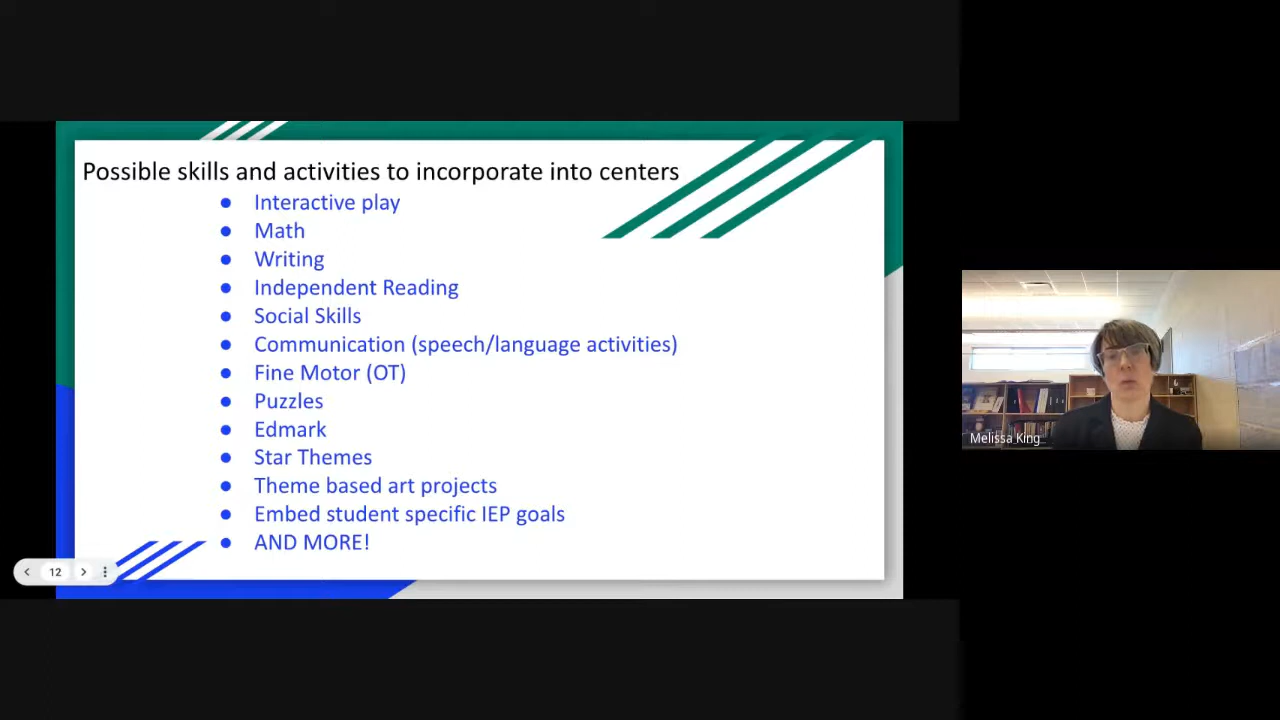 Possible skills and activities to incorporate into centers
● Interactive play
● Math
● Writing
● Independent Reading
● Social Skills
● Communication (speech/language activities)
● Fine Motor (OT)
● Puzzles
● Edmark
● Star Themes
● Theme based art projects
● Embed student specific IEP goals
● AND MORE!
12
Melissa King